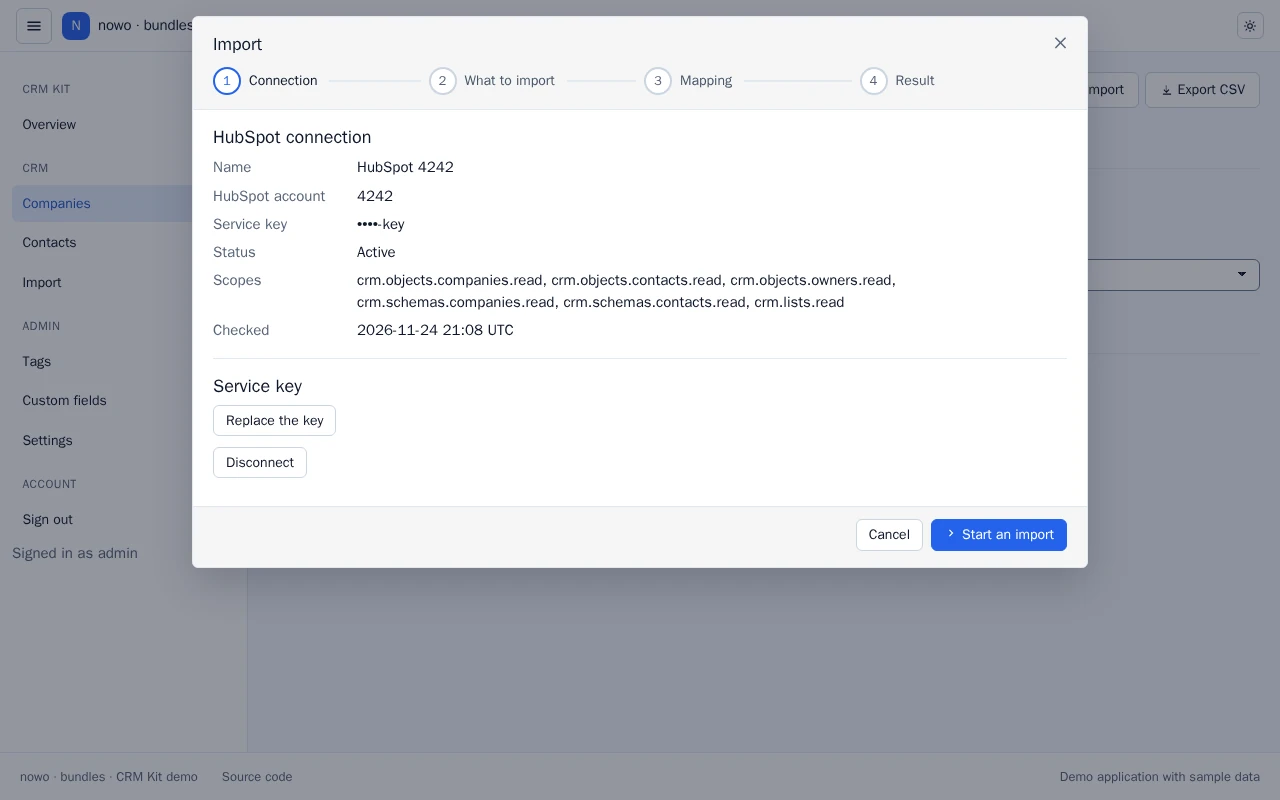 N
nowo · bundles
Import
1 Connection
2 What to import
3 Mapping
4 Result
Export CSV
CRM KIT
Overview
CRM
Companies
Contacts
Import
ADMIN
Tags
Custom fields
Settings
ACCOUNT
Sign out
Signed in as admin
HubSpot connection
Name HubSpot 4242
HubSpot account 4242
Service key ••••-key
Status Active
Scopes crm.objects.companies.read, crm.objects.contacts.read, crm.objects.owners.read,
crm.schemas.companies.read, crm.schemas.contacts.read, crm.lists.read
Checked 2026-11-24 21:08 UTC
Service key
Replace the key
Disconnect
Cancel
Start an import
nowo · bundles · CRM Kit demo
Source code
Demo application with sample data